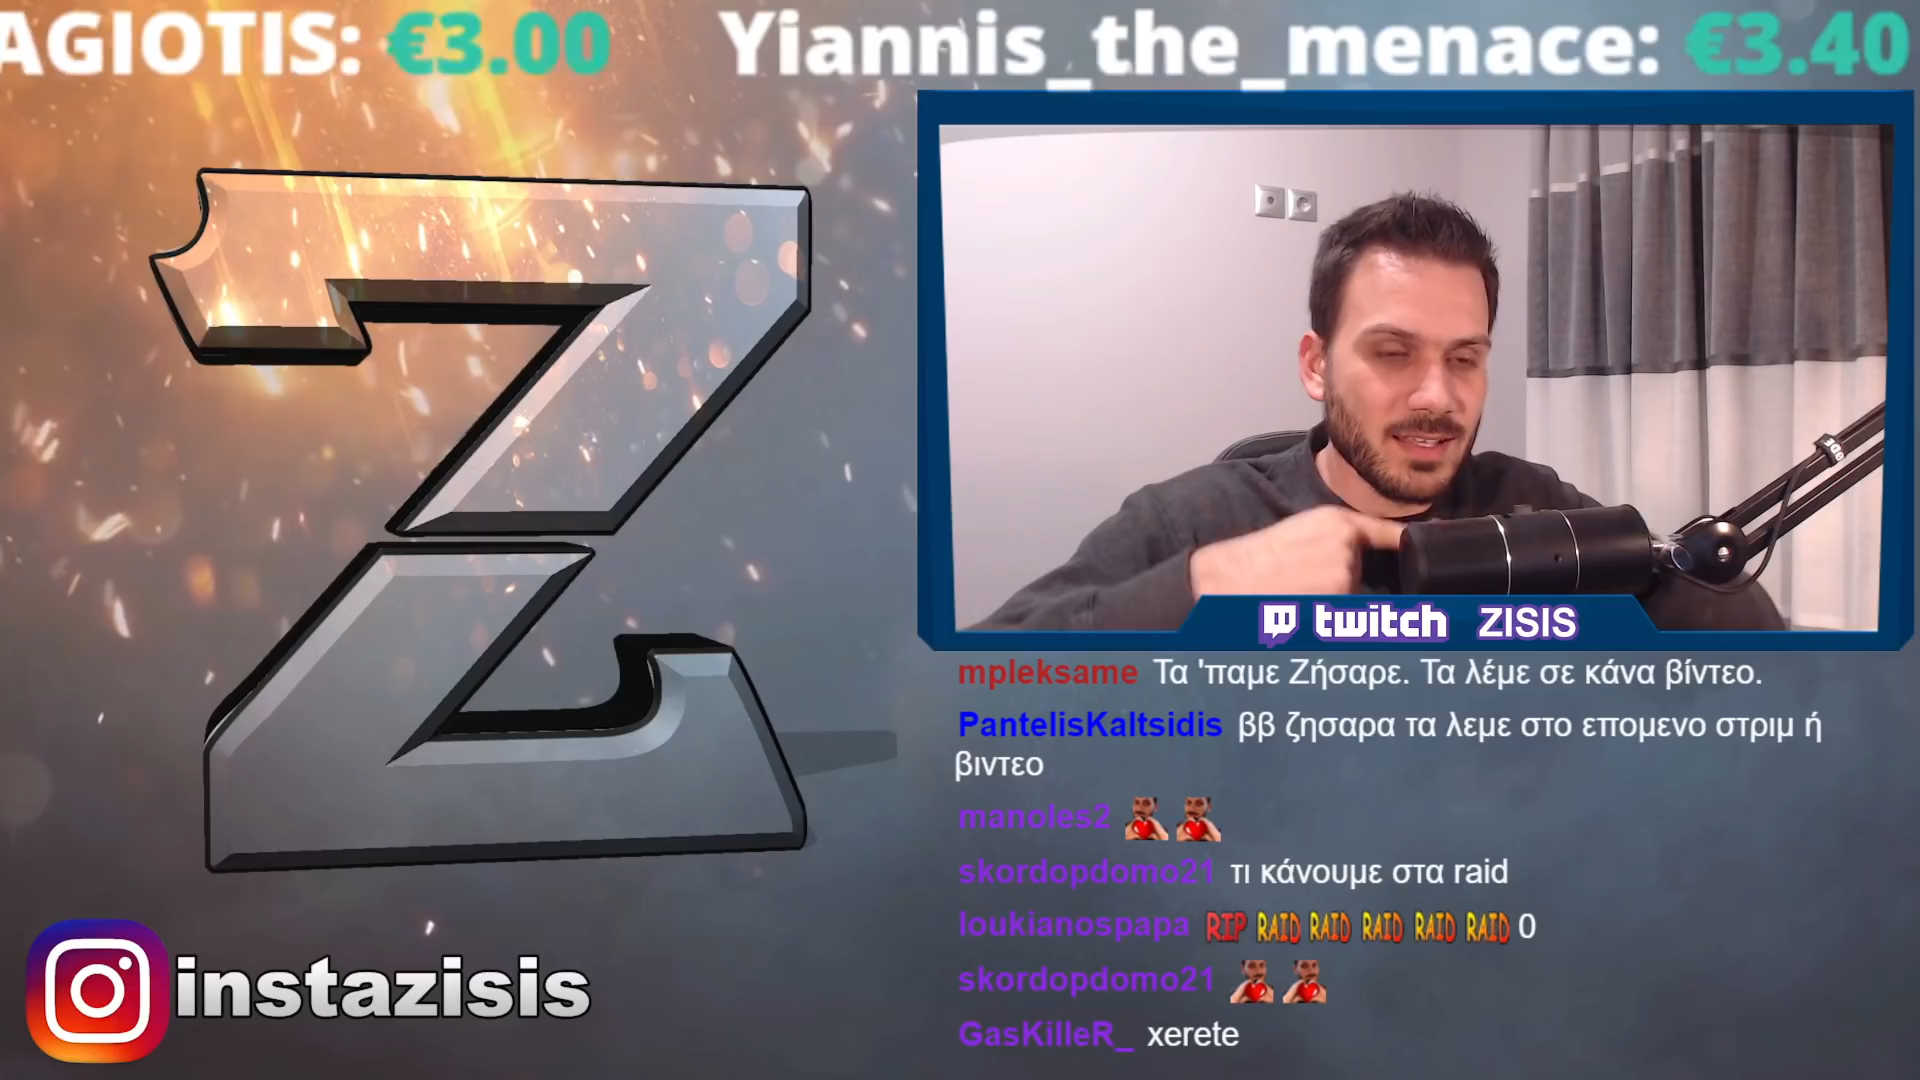 AGIOTIS: €3.00 Yiannis_the_menace: €3.40
twitch ZISIS
mpleksame Τα 'παμε Ζήσαρε. Τα λέμε σε κάνα βίντεο.
PantelisKaltsidis ββ ζησαρα τα λεμε στο επομενο στριμ ή
βιντεο
manoles2
skordopdomo21 τι κάνουμε στα raid
loukianospapa RIP RAID RAID RAID RAID RAID 0
skordopdomo21
GasKilleR_ xerete
instazisis